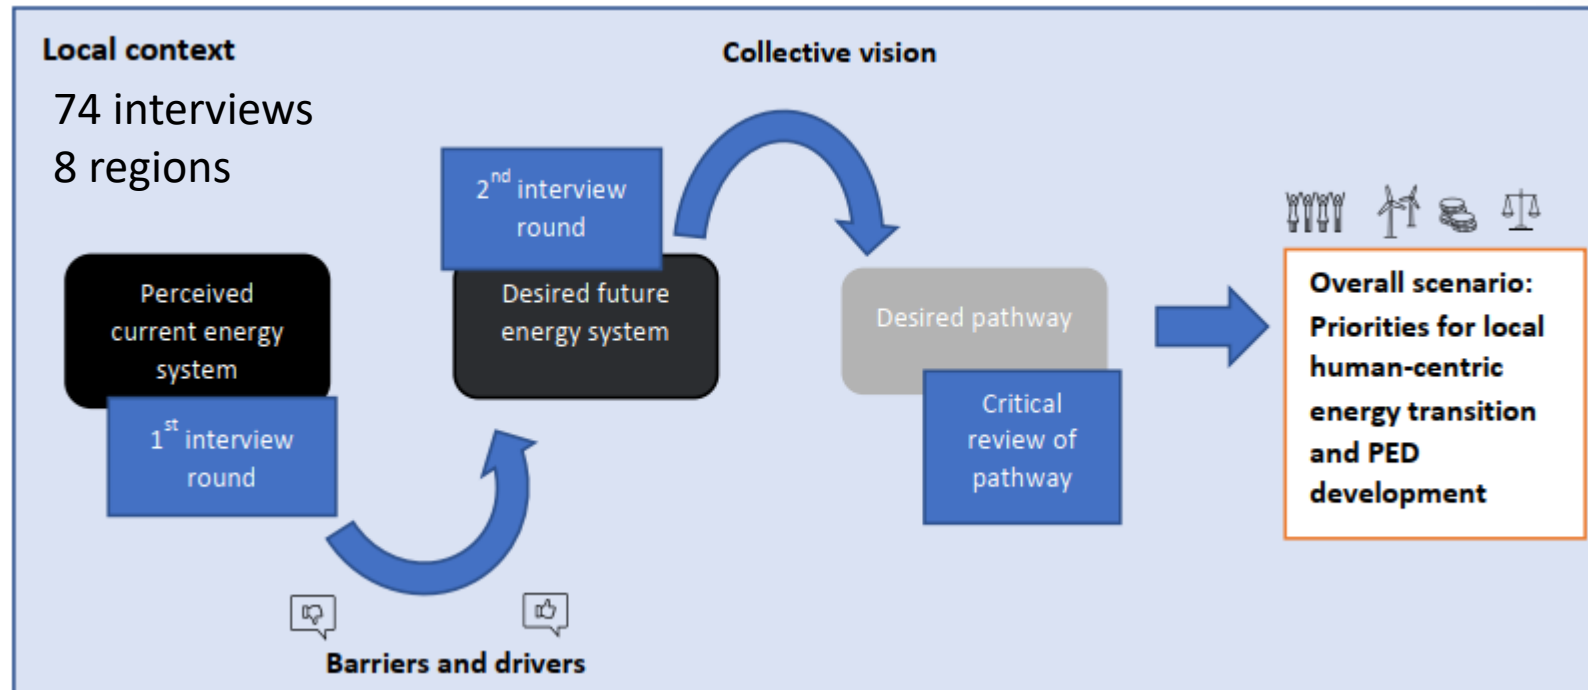 Local context
74 interviews
8 regions
Collective vision
Perceived
current energy
system
1st interview
round
2nd interview
round
Desired future
energy system
Barriers and drivers
Desired pathway
Critical
review of
pathway
Overall scenario:
Priorities for local
human-centric
energy transition
and PED
development